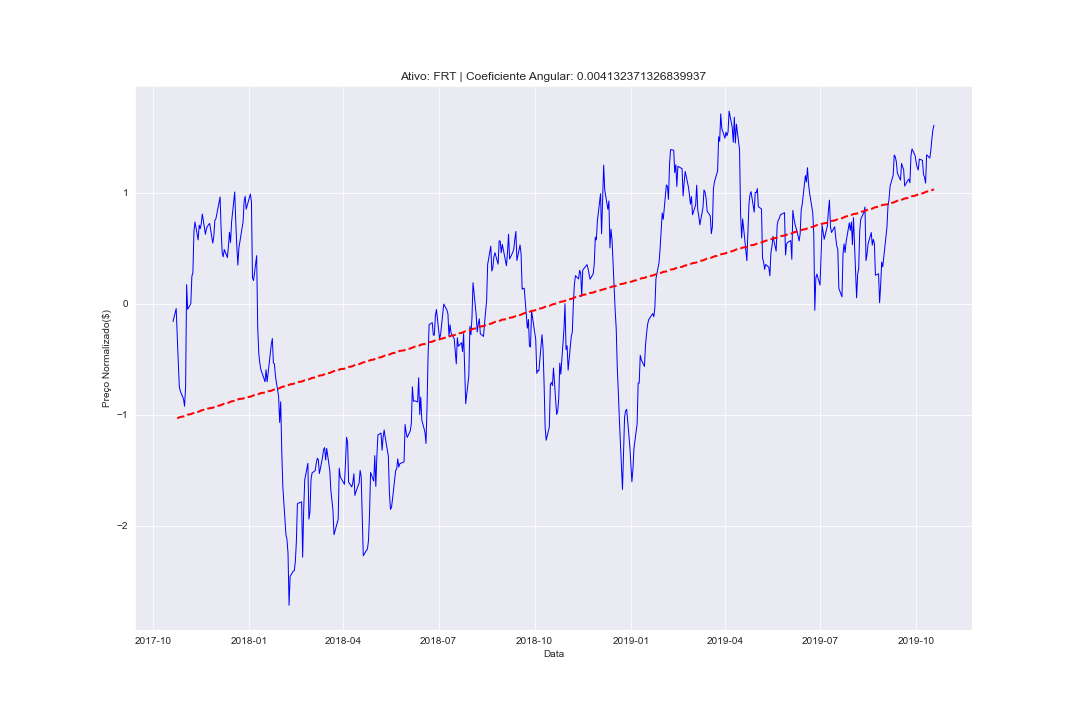 Ativo: FRT | Coeficiente Angular: 0.004132371326839937
Preço Normalizado($)
1
0
−1
−2
2017-10 2018-01 2018-04 2018-07 2018-10 2019-01 2019-04 2019-07 2019-10
Data